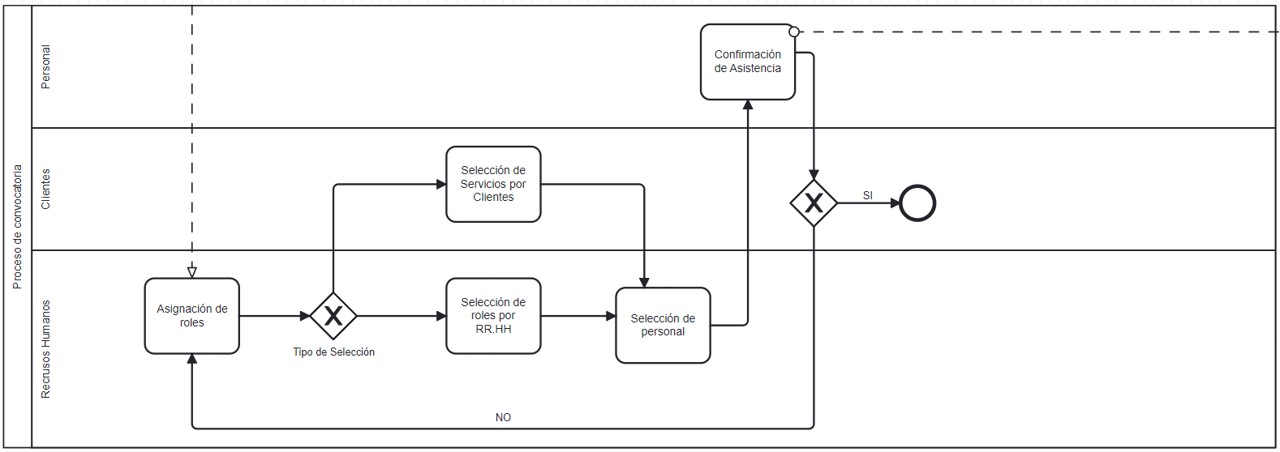 Proceso de convocatoria
Personal
Confirmación
de Asistencia
Clientes
Selección de
Servicios por
Clientes
SI
Recrusos Humanos
Asignación de
roles
Tipo de Selección
Selección de
roles por
RR.HH
Selección de
personal
NO